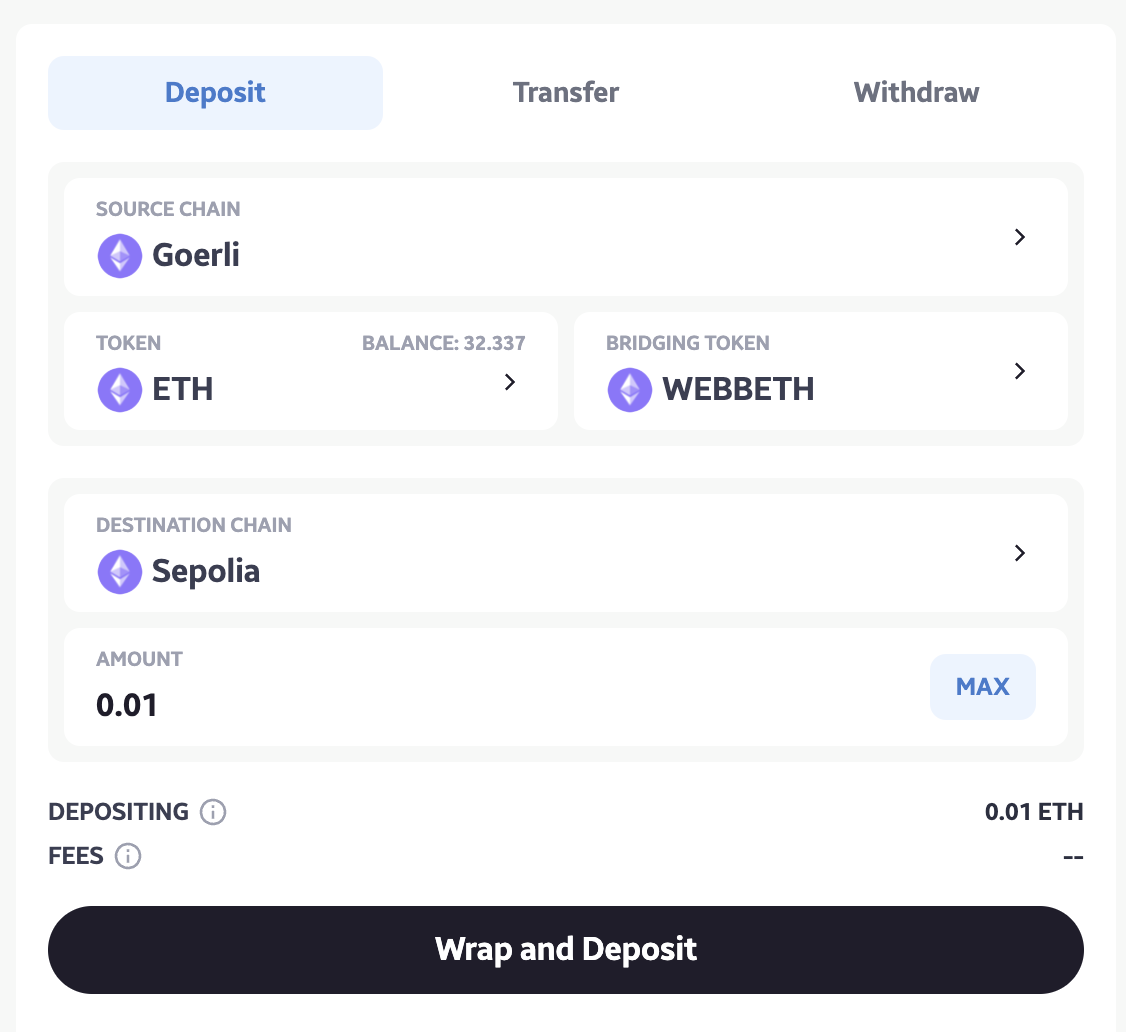 Deposit Transfer Withdraw
SOURCE CHAIN
Goerli
TOKEN BALANCE: 32.337
ETH
BRIDGING TOKEN
WEBBETH
DESTINATION CHAIN
Sepolia
AMOUNT
0.01
MAX
DEPOSITING 0.01 ETH
FEES --
Wrap and Deposit